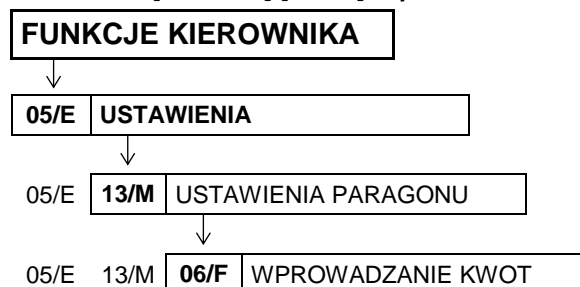 FUNKCJE KIEROWNIKA
05/E USTAWIENIA
05/E 13/M USTAWIENIA PARAGONU
05/E 13/M 06/F WPROWADZANIE KWOT